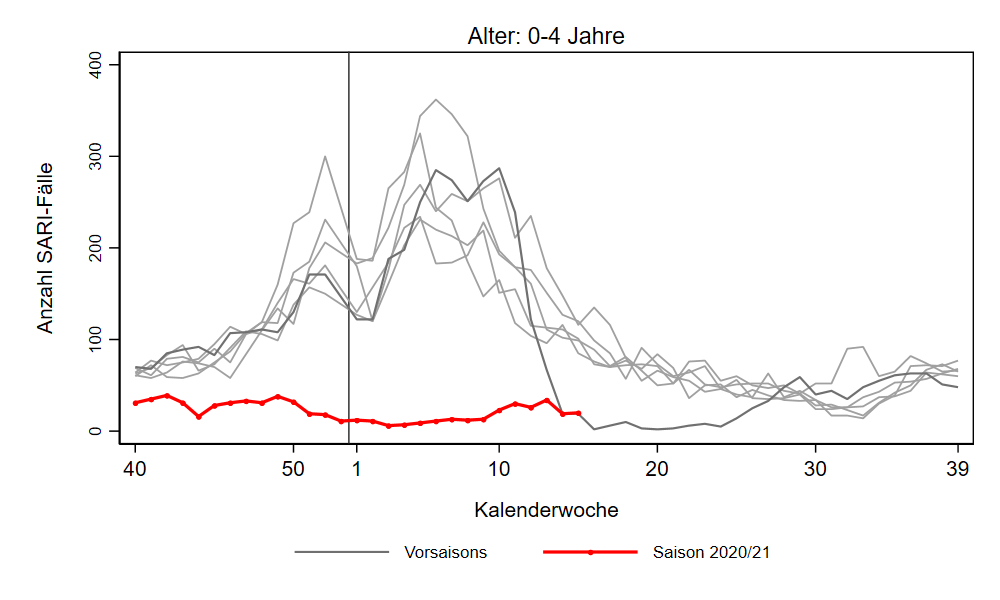 Alter: 0-4 Jahre
Anzahl SARI-Fälle
400
300
200
100
0
40 50 1 10 20 30 39
Kalenderwoche
Vorsaisons Saison 2020/21